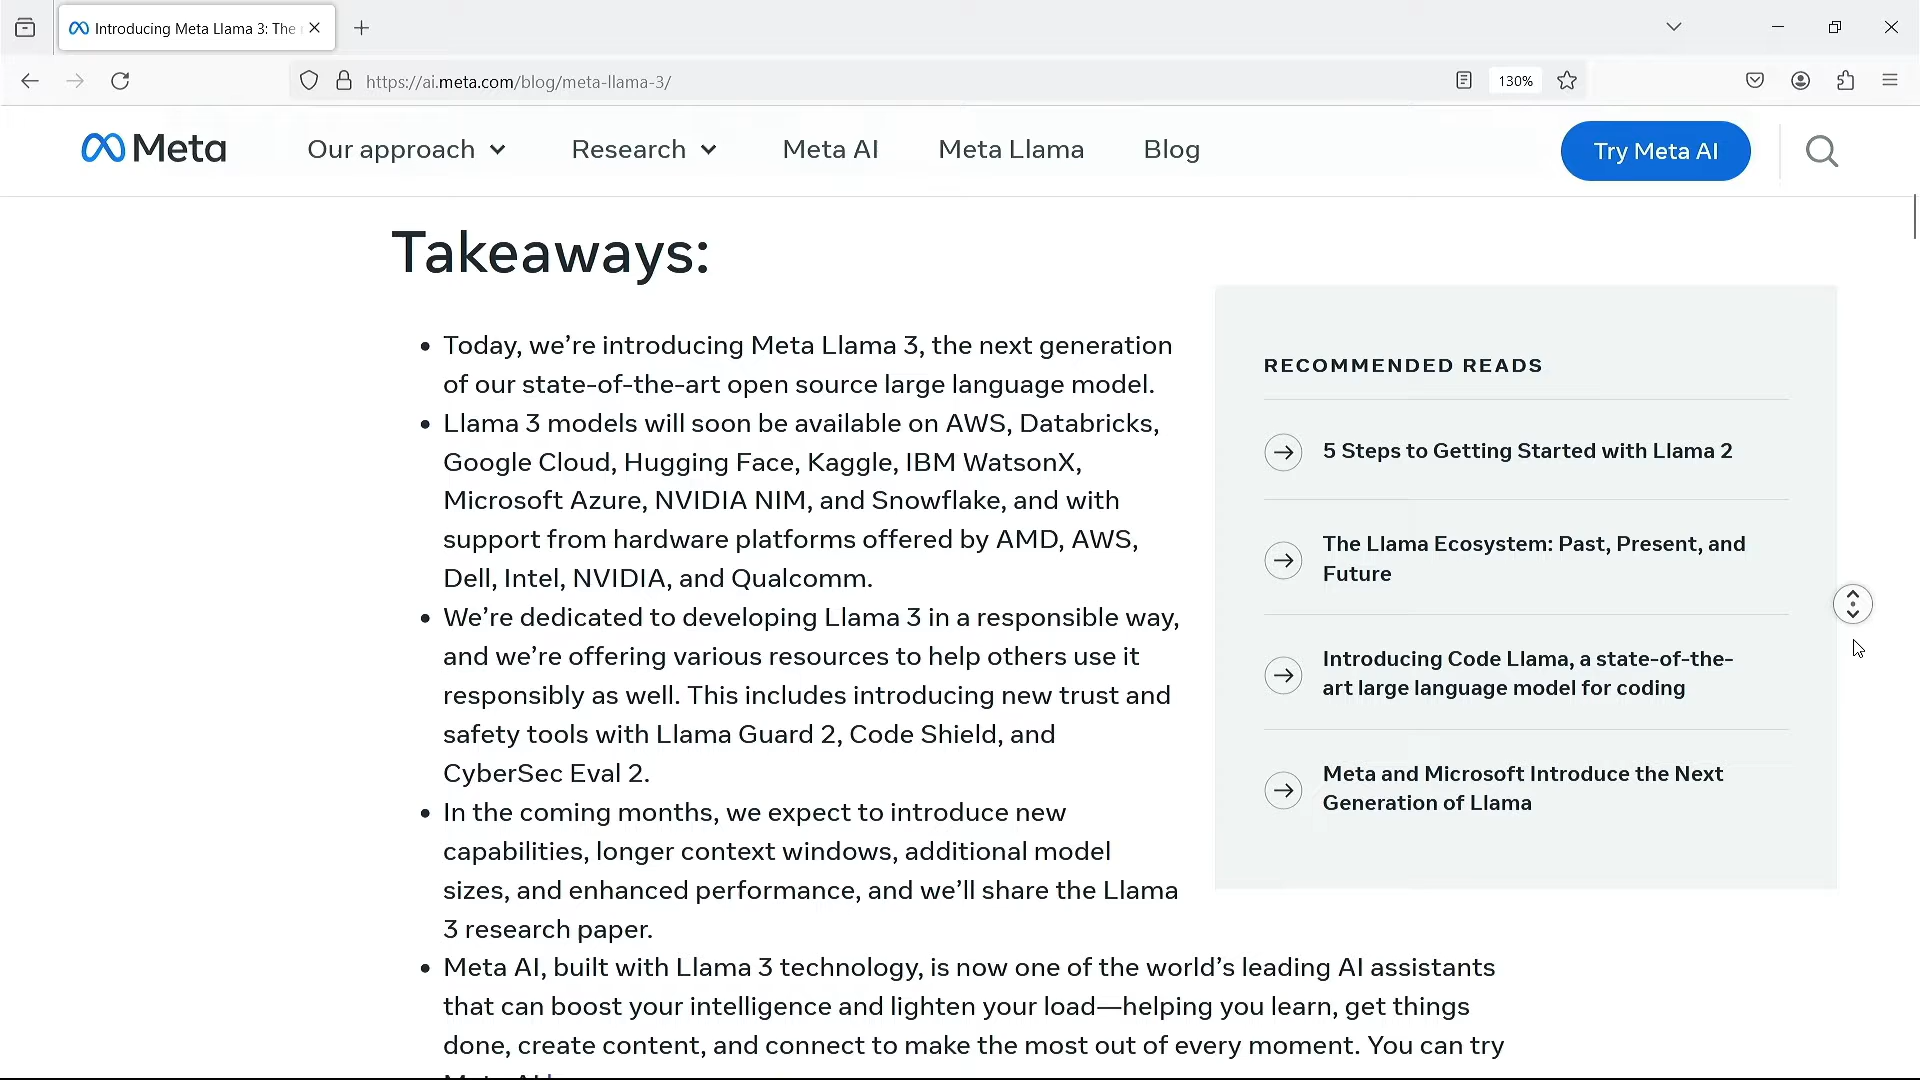 Introducing Meta Llama 3: The
https://ai.meta.com/blog/meta-llama-3/
130%
Meta
Our approach
Research
Meta AI
Meta Llama
Blog
Try Meta AI
Takeaways:
• Today, we’re introducing Meta Llama 3, the next generation
of our state-of-the-art open source large language model.
• Llama 3 models will soon be available on AWS, Databricks,
Google Cloud, Hugging Face, Kaggle, IBM WatsonX,
Microsoft Azure, NVIDIA NIM, and Snowflake, and with
support from hardware platforms offered by AMD, AWS,
Dell, Intel, NVIDIA, and Qualcomm.
• We’re dedicated to developing Llama 3 in a responsible way,
and we’re offering various resources to help others use it
responsibly as well. This includes introducing new trust and
safety tools with Llama Guard 2, Code Shield, and
CyberSec Eval 2.
• In the coming months, we expect to introduce new
capabilities, longer context windows, additional model
sizes, and enhanced performance, and we’ll share the Llama
3 research paper.
• Meta AI, built with Llama 3 technology, is now one of the world’s leading AI assistants
that can boost your intelligence and lighten your load—helping you learn, get things
done, create content, and connect to make the most out of every moment. You can try
RECOMMENDED READS
5 Steps to Getting Started with Llama 2
The Llama Ecosystem: Past, Present, and
Future
Introducing Code Llama, a state-of-the-
art large language model for coding
Meta and Microsoft Introduce the Next
Generation of Llama